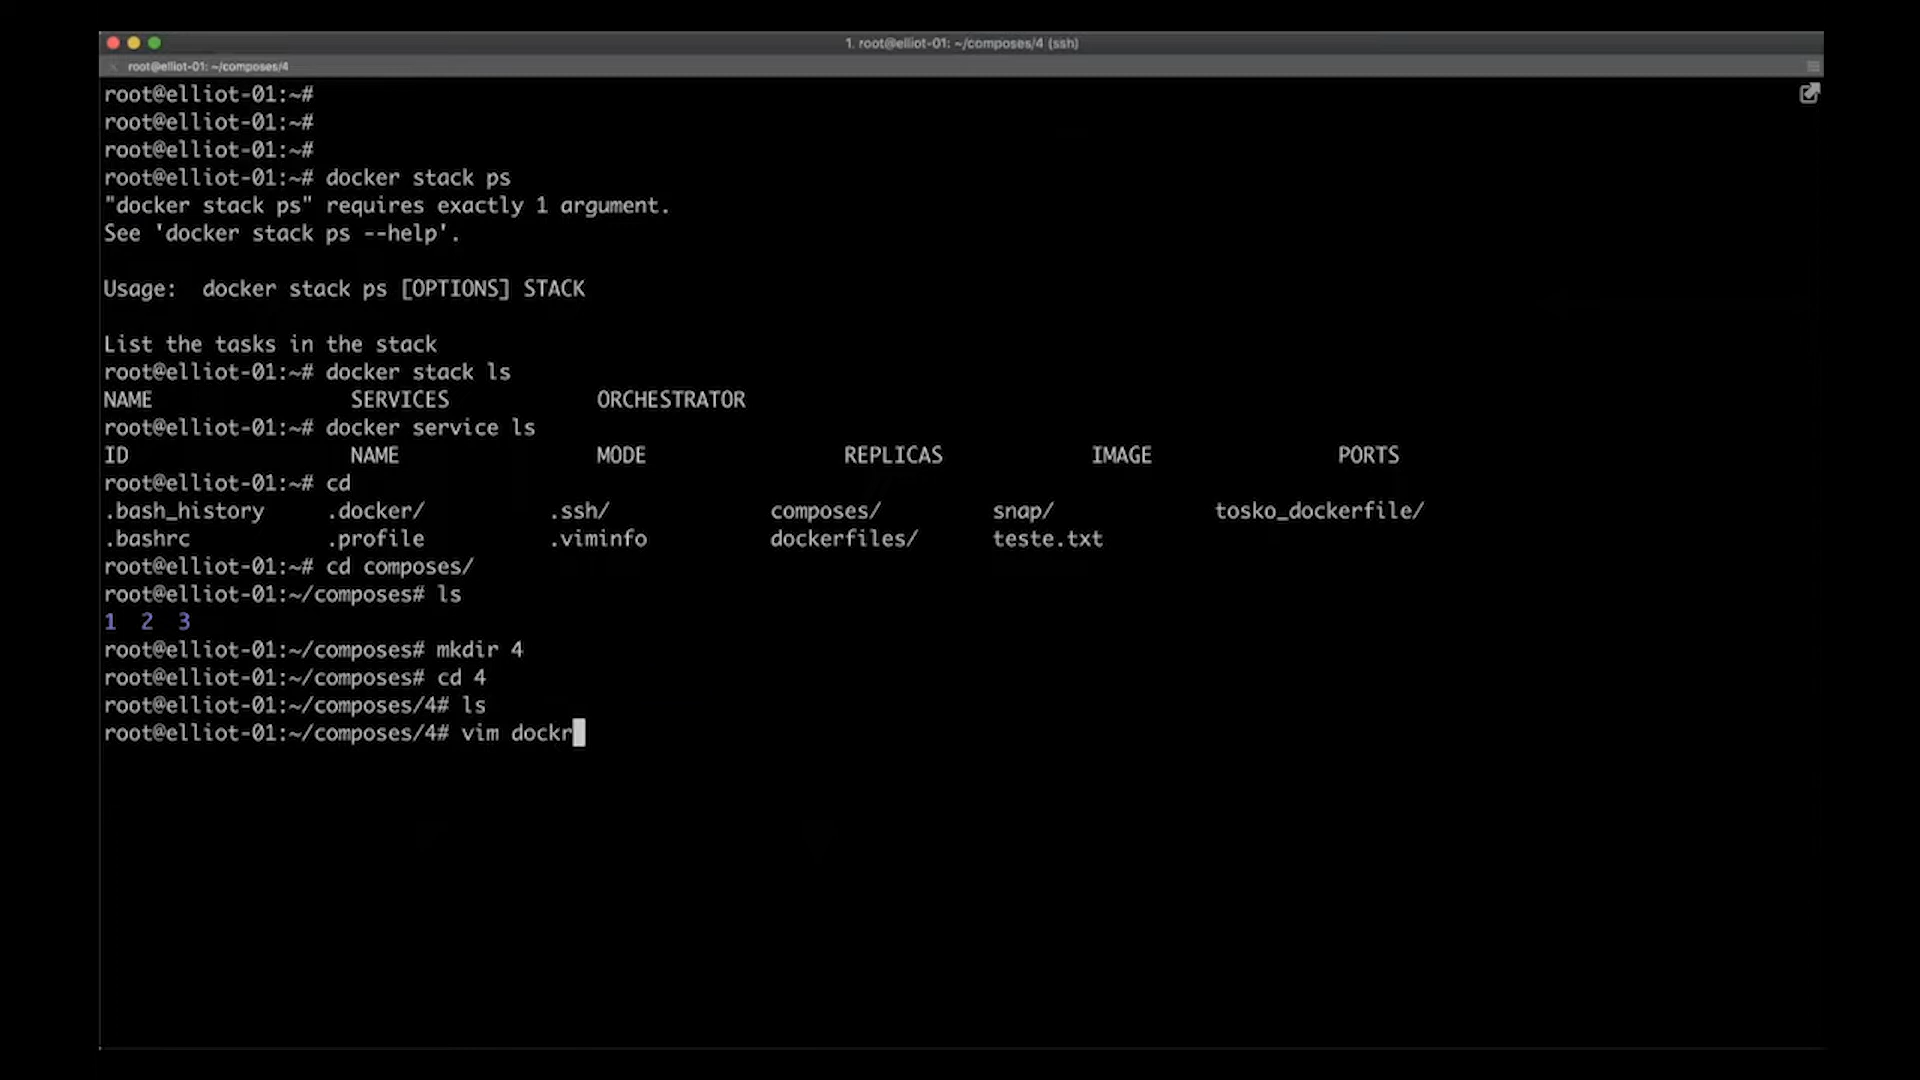 1. root@elliot-01: ~/composes/4 (ssh)
root@elliot-01: ~/composes/4
root@elliot-01:~#
root@elliot-01:~#
root@elliot-01:~#
root@elliot-01:~# docker stack ps
"docker stack ps" requires exactly 1 argument.
See 'docker stack ps --help'.
Usage:  docker stack ps [OPTIONS] STACK
List the tasks in the stack
root@elliot-01:~# docker stack ls
NAME                SERVICES            ORCHESTRATOR
root@elliot-01:~# docker service ls
ID                  NAME                MODE                REPLICAS            IMAGE               PORTS
root@elliot-01:~# cd
.bash_history     .docker/          .ssh/             composes/         snap/             tosko_dockerfile/
.bashrc           .profile          .viminfo          dockerfiles/      teste.txt
root@elliot-01:~# cd composes/
root@elliot-01:~/composes# ls
1  2  3
root@elliot-01:~/composes# mkdir 4
root@elliot-01:~/composes# cd 4
root@elliot-01:~/composes/4# ls
root@elliot-01:~/composes/4# vim dockr